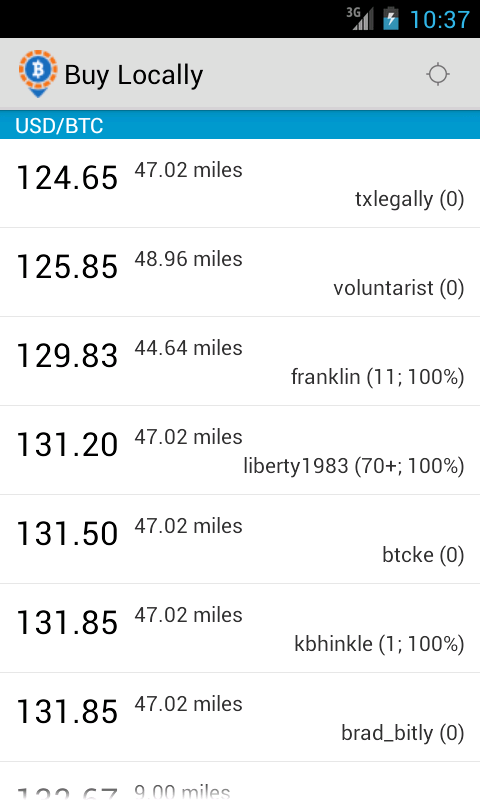 3G
10:37
Buy Locally
USD/BTC
124.65
47.02 miles
txlegally (0)
125.85
48.96 miles
voluntarist (0)
129.83
44.64 miles
franklin (11; 100%)
131.20
47.02 miles
liberty1983 (70+; 100%)
131.50
47.02 miles
btcke (0)
131.85
47.02 miles
kbhinkle (1; 100%)
131.85
47.02 miles
brad_bitly (0)
9.00 miles